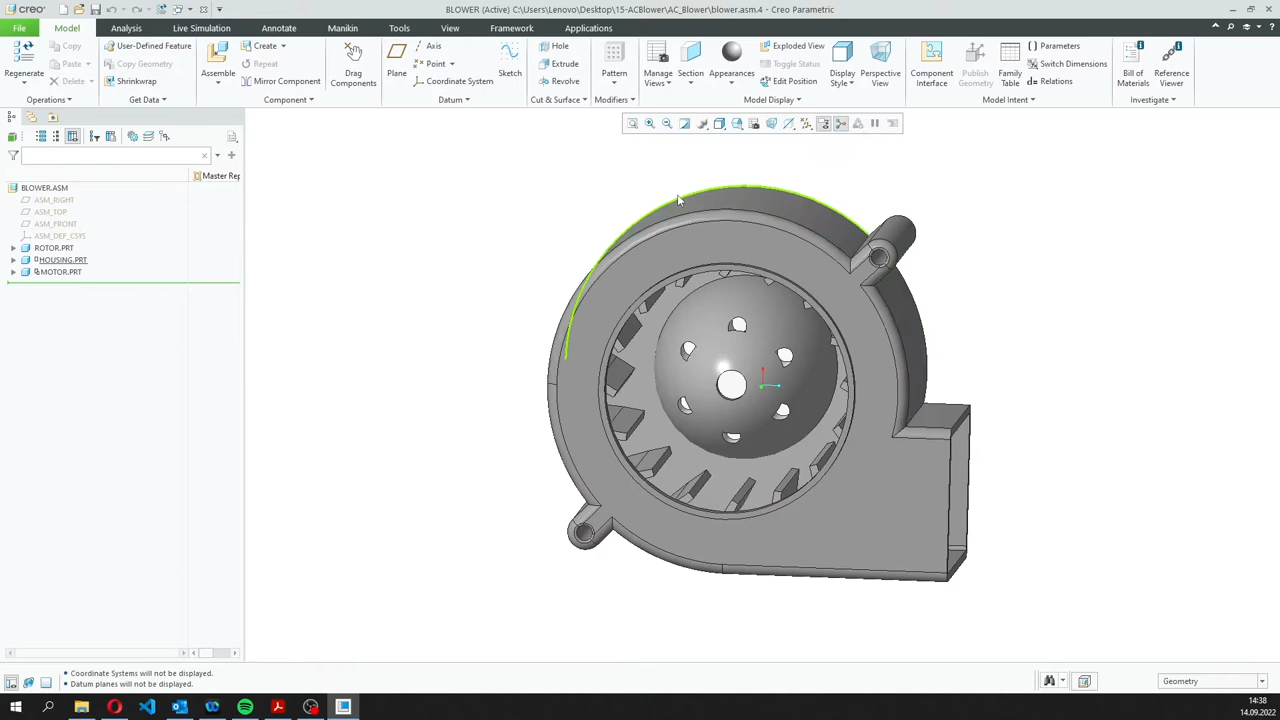 creo
BLOWER (Active) C:\Users\Lenovo\Desktop\15-ACBlower\AC_Blower\blower.asm.4 - Creo Parametric
File Model Analysis Live Simulation Annotate Manikin Tools View Framework Applications
Regenerate
Copy
Paste
Delete
Operations
User-Defined Feature
Copy Geometry
Shrinkwrap
Get Data
Assemble
Create
Repeat
Mirror Component
Component
Drag
Components
Plane
Axis
Point
Coordinate System
Sketch
Datum
Hole
Extrude
Revolve
Cut & Surface
Pattern
Modifiers
Manage
Views
Section
Appearances
Exploded View
Toggle Status
Edit Position
Display
Style
Perspective
View
Model Display
Component
Interface
Publish
Geometry
Family
Table
Parameters
Switch Dimensions
Relations
Model Intent
Bill of
Materials
Reference
Viewer
Investigate
Master Rep
BLOWER.ASM
ASM_RIGHT
ASM_TOP
ASM_FRONT
ASM_DEF_CSYS
ROTOR.PRT
HOUSING.PRT
MOTOR.PRT
• Coordinate Systems will not be displayed.
• Datum planes will not be displayed.
Geometry
14:38
14.09.2022